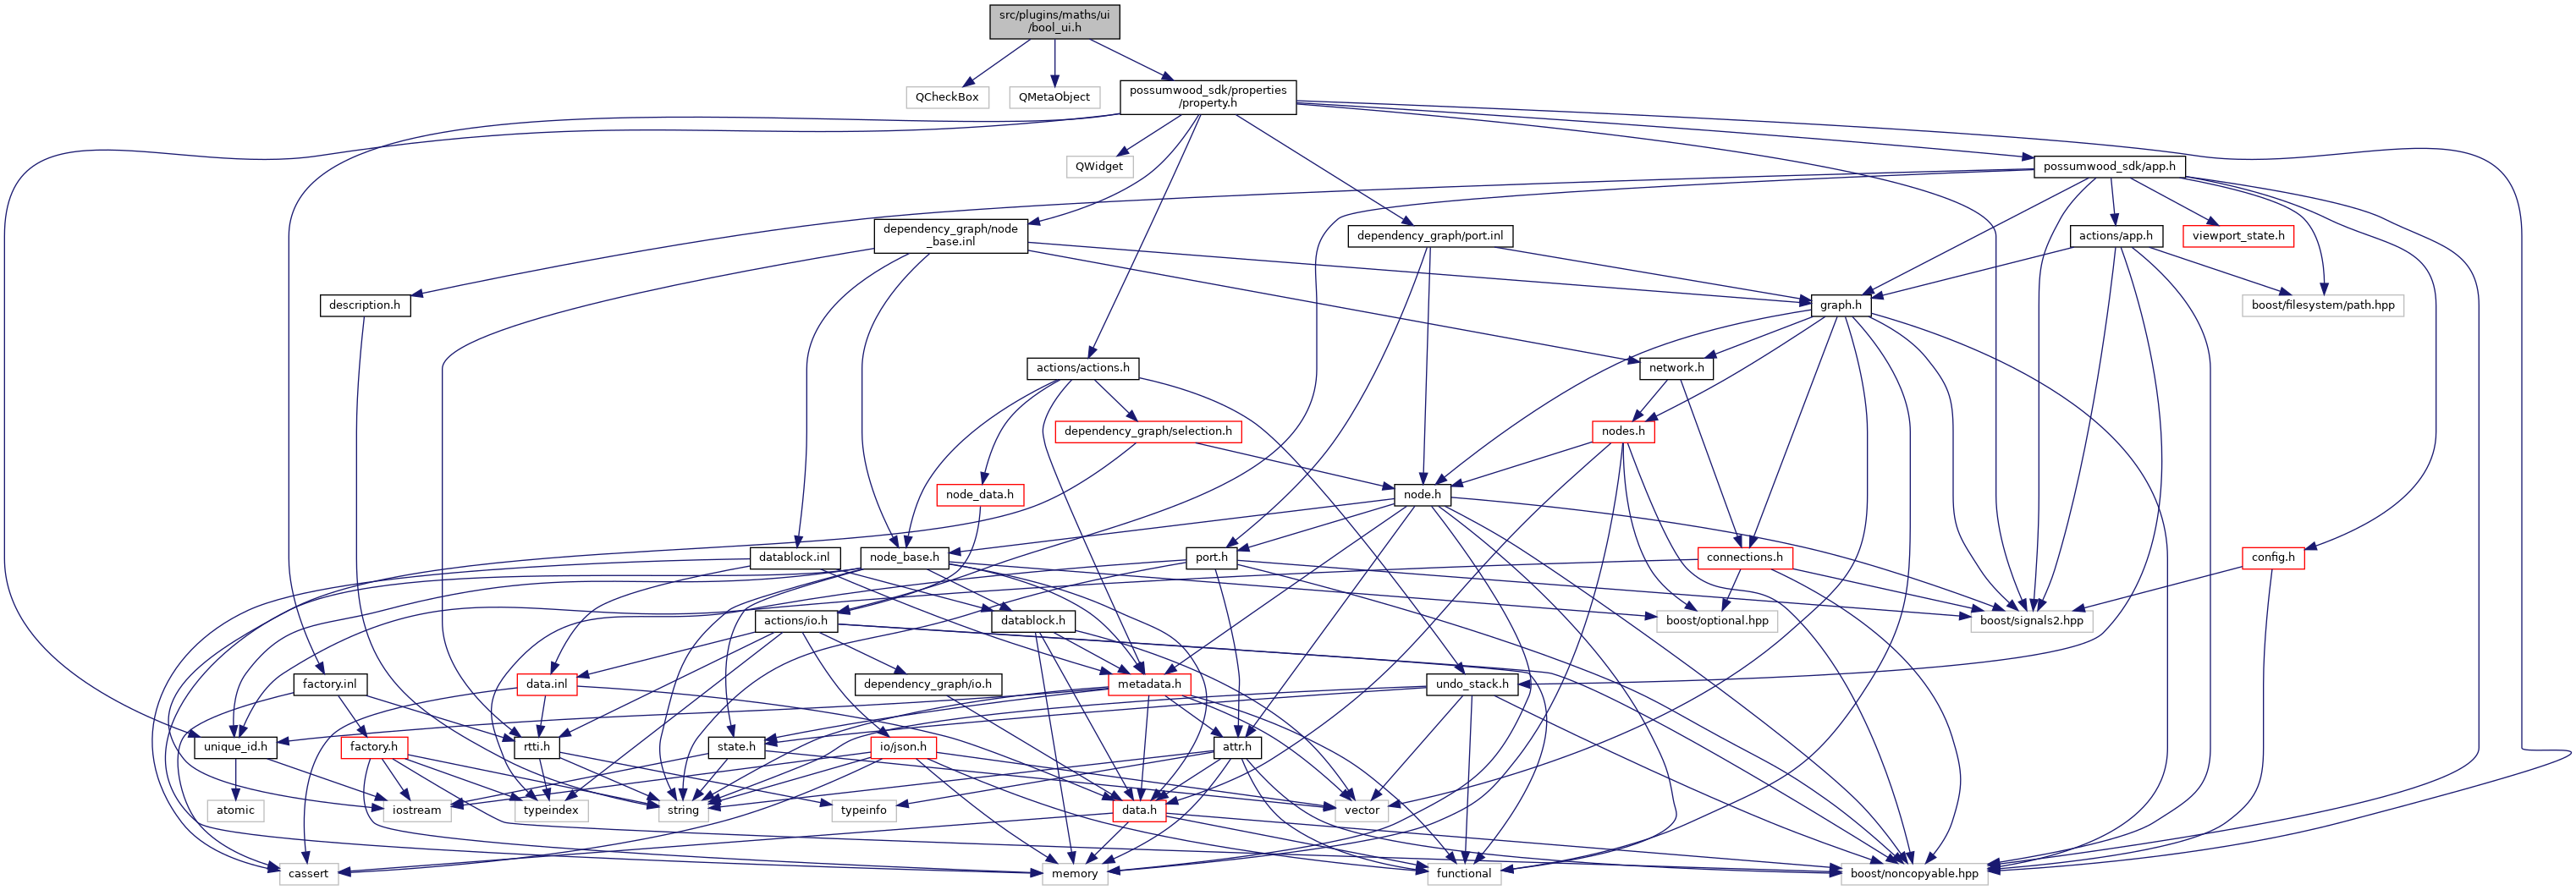 src/plugins/maths/ui
/bool_ui.h
QCheckBox
QMetaObject
possumwood_sdk/properties
/property.h
QWidget
possumwood_sdk/app.h
dependency_graph/node
_base.inl
dependency_graph/port.inl
actions/app.h
viewport_state.h
description.h
graph.h
boost/filesystem/path.hpp
actions/actions.h
network.h
dependency_graph/selection.h
nodes.h
node_data.h
node.h
datablock.inl
node_base.h
port.h
connections.h
config.h
actions/io.h
datablock.h
boost/optional.hpp
boost/signals2.hpp
factory.inl
data.inl
dependency_graph/io.h
metadata.h
undo_stack.h
unique_id.h
factory.h
rtti.h
state.h
io/json.h
attr.h
atomic
iostream
typeindex
string
typeinfo
data.h
vector
cassert
memory
functional
boost/noncopyable.hpp